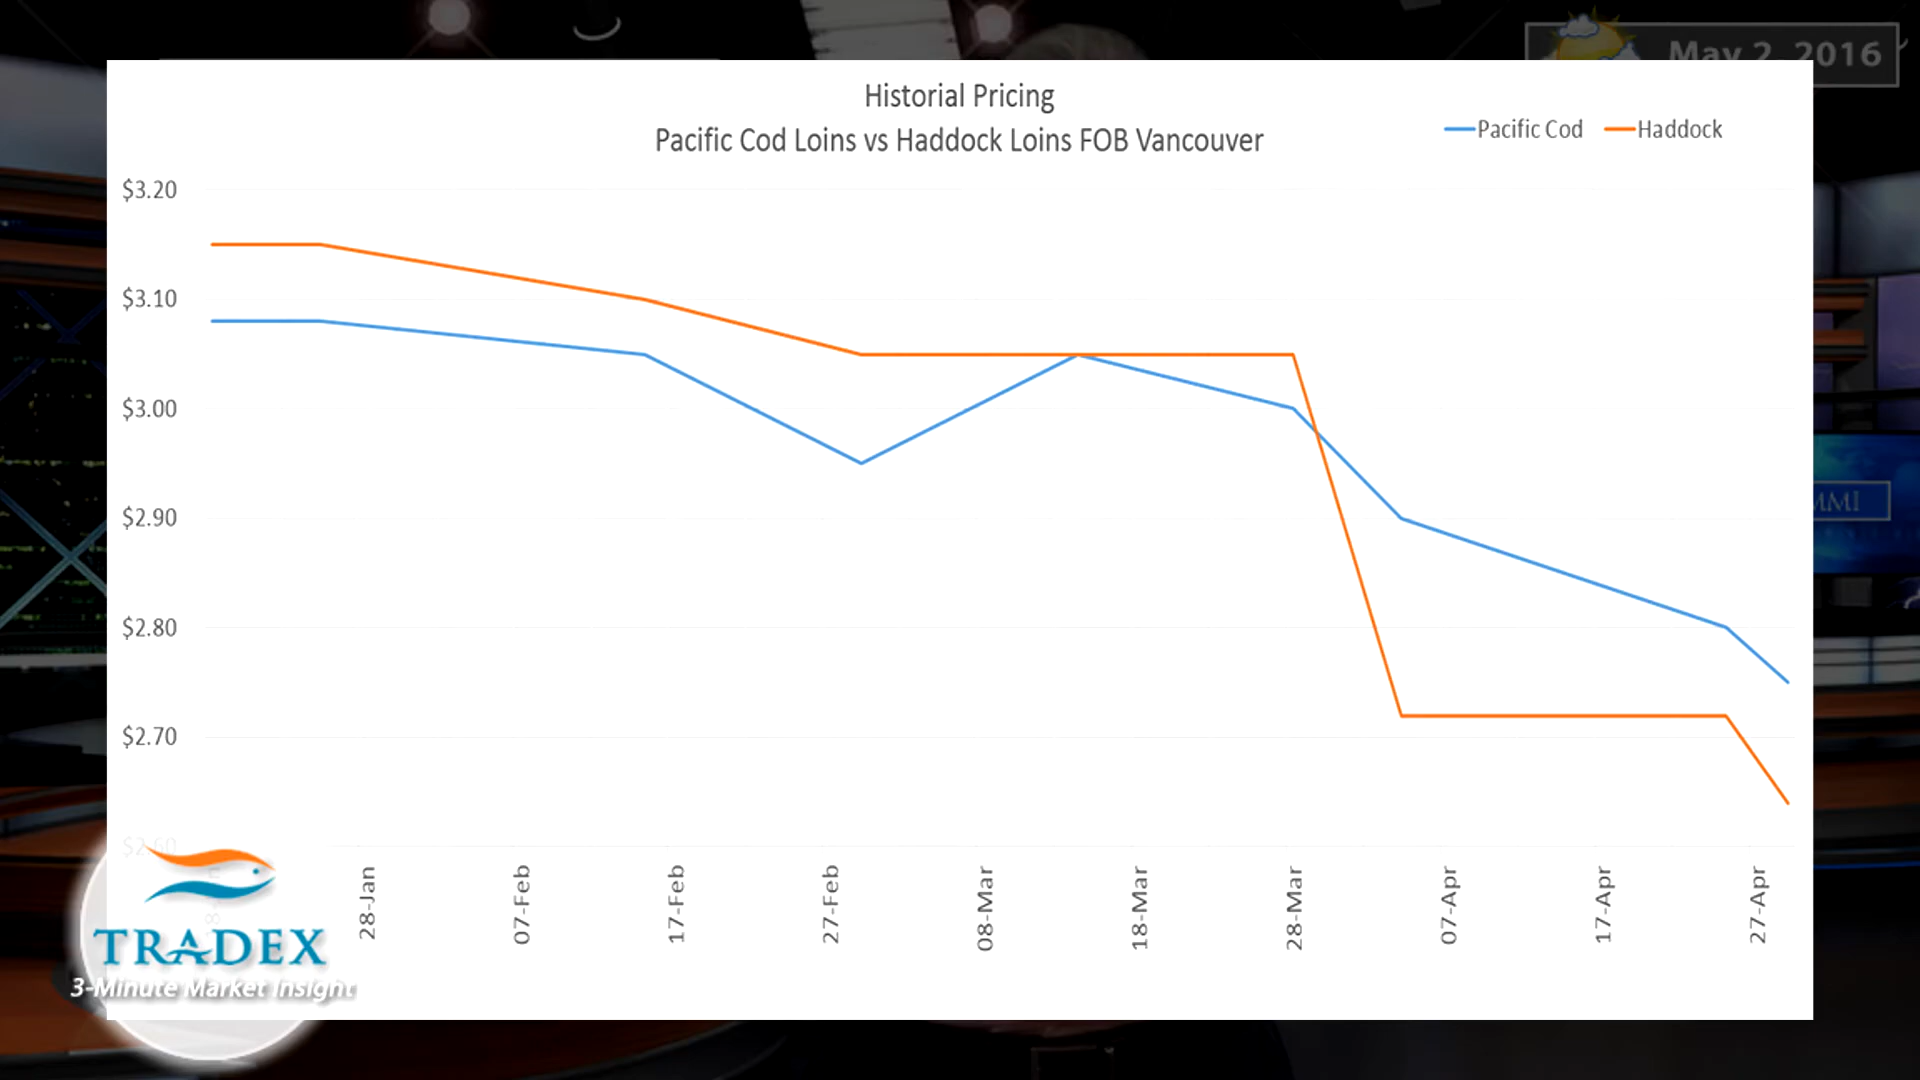 May 2, 2016
Historial Pricing
Pacific Cod Loins vs Haddock Loins FOB Vancouver
Pacific Cod
Haddock
$3.20
$3.10
$3.00
$2.90
$2.80
$2.70
$2.60
28-Jan
07-Feb
17-Feb
27-Feb
08-Mar
18-Mar
28-Mar
07-Apr
17-Apr
27-Apr
TRADEX
3-Minute Market Insight